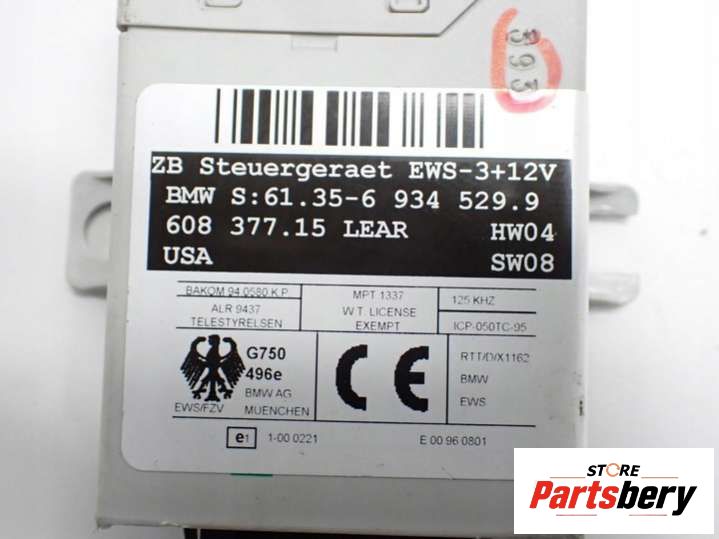 393
ZB Steuergeraet EWS-3+12V
BMW S:61.35-6 934 529.9
608 377.15 LEAR HW04
USA SW08
BAKOM 94.0580.K.P
ALR 9437
TELESTYRELSEN
MPT 1337
W.T. LICENSE
EXEMPT
125 KHZ
ICP-050TC-95
G750
496e
BMW AG
EWS/FZV MUENCHEN
CE
RTT/D/X1162
BMW
EWS
e1 1-00 0221 E 00 96 0801
STORE
Partsbery